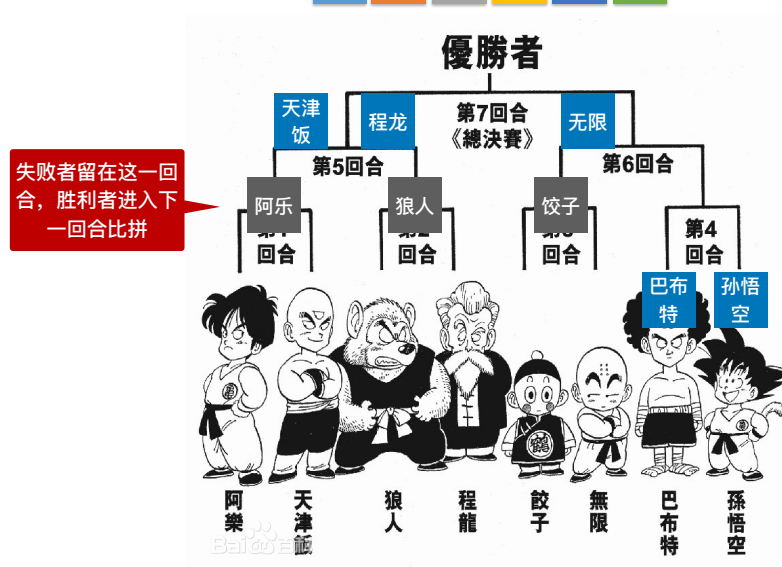 優勝者
天津
饭
程龙
第7回合
《總決賽》
无限
第5回合
第6回合
失败者留在这一回
合，胜利者进入下
一回合比拼
阿乐
狼人
饺子
回合
回合
回合
第4
回合
巴布
特
孙悟
空
阿樂
天津飯
狼人
程龍
餃子
無限
巴布特
孫悟空
Bai
百科